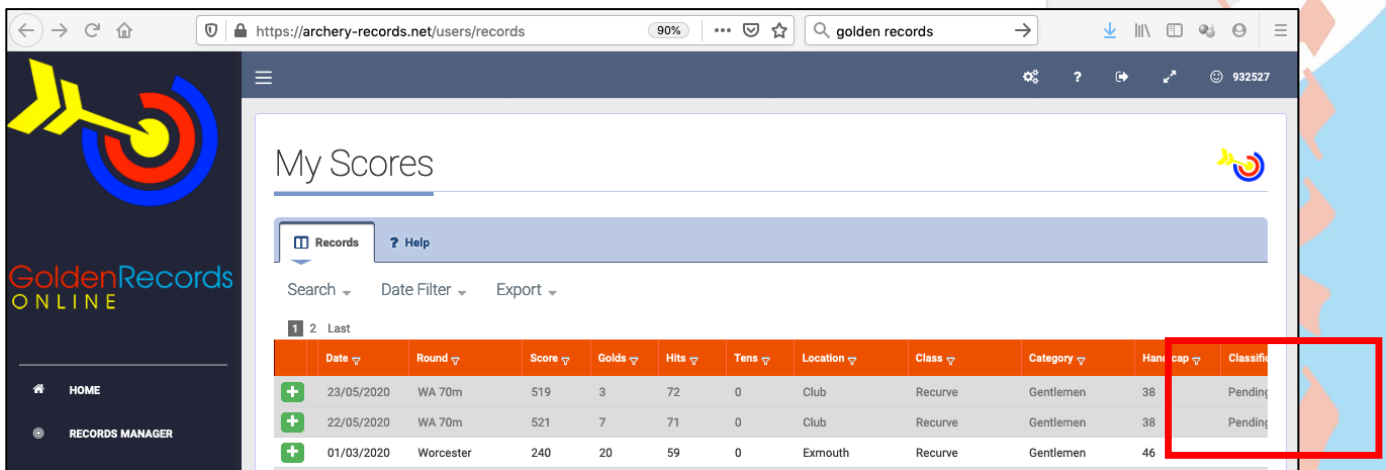 https://archery-records.net/users/records 90% golden records
? 932527
My Scores
Records ? Help
GoldenRecords
ONLINE
Search Date Filter Export
1 2 Last
Date Round Score Golds Hits Tens Location Class Category Handicap Classific
23/05/2020 WA 70m 519 3 72 0 Club Recurve Gentlemen 38 Pending
22/05/2020 WA 70m 521 7 71 0 Club Recurve Gentlemen 38 Pending
01/03/2020 Worcester 240 20 59 0 Exmouth Recurve Gentlemen 46
HOME
RECORDS MANAGER